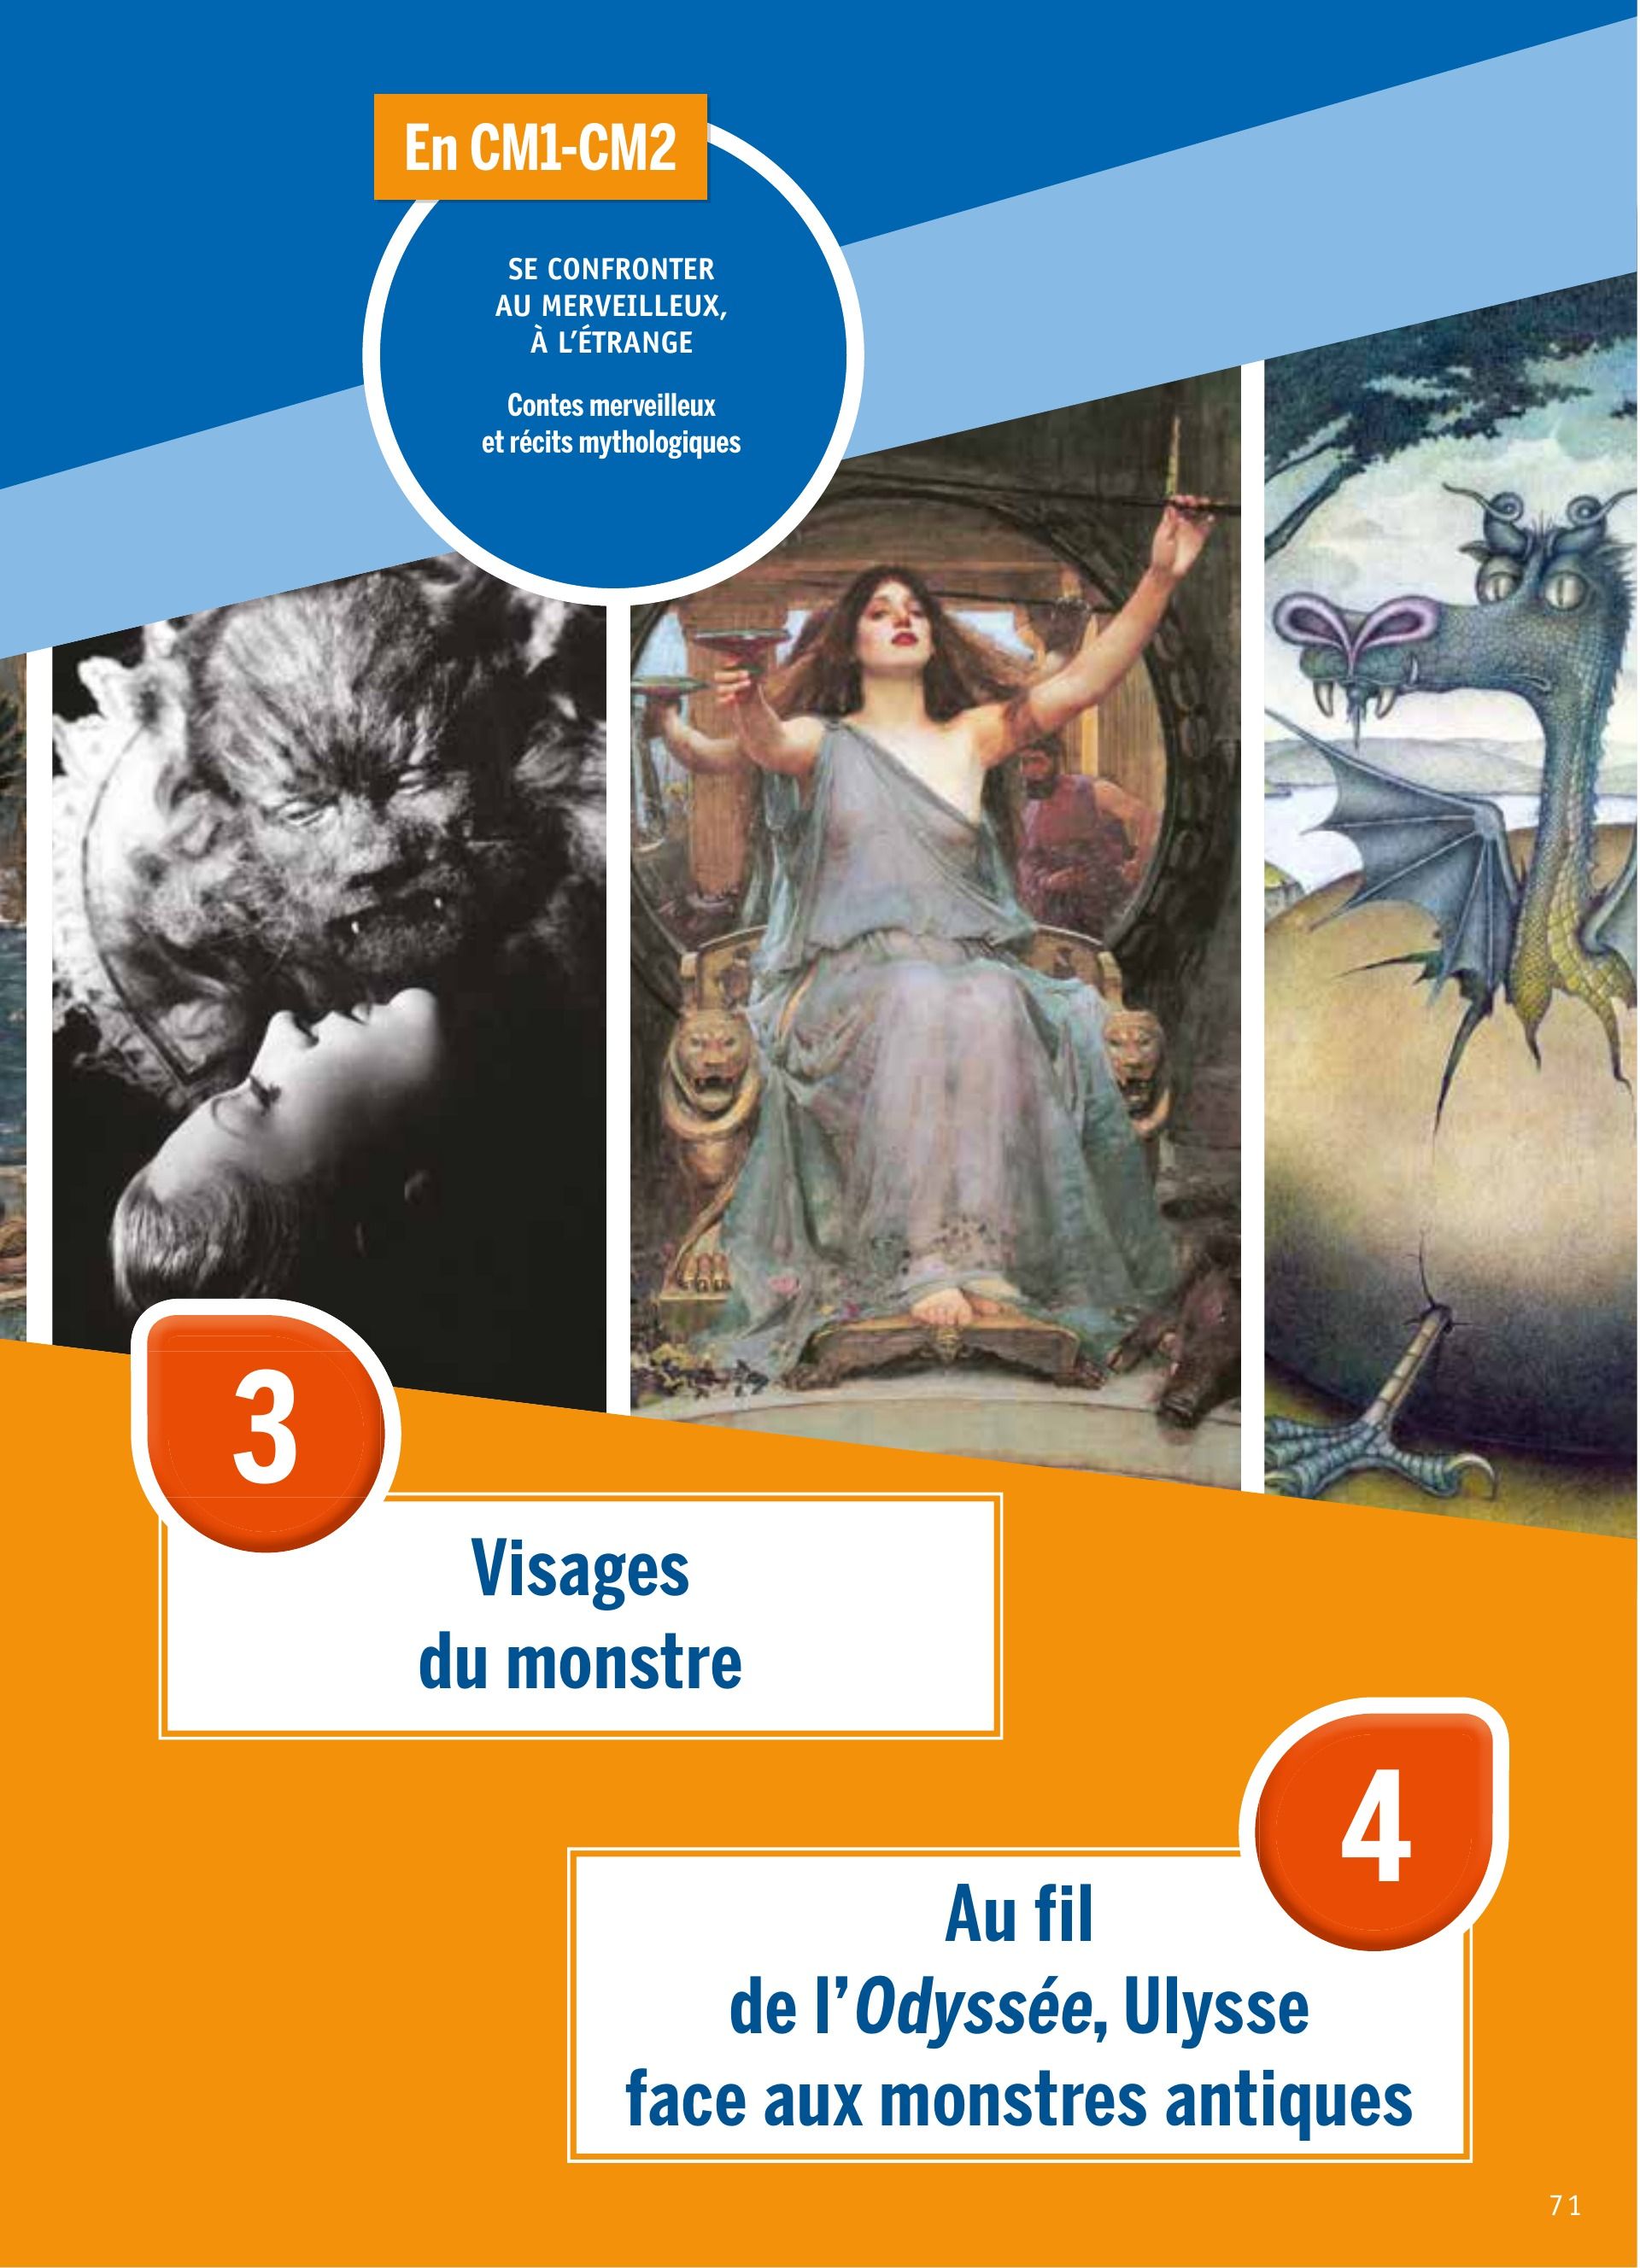 En CM1-CM2
SE CONFRONTER
AU MERVEILLEUX,
À L'ÉTRANGE
Contes merveilleux
et récits mythologiques
3
Visages
du monstre
4
Au fil
de l'Odyssée, Ulysse
face aux monstres antiques
71